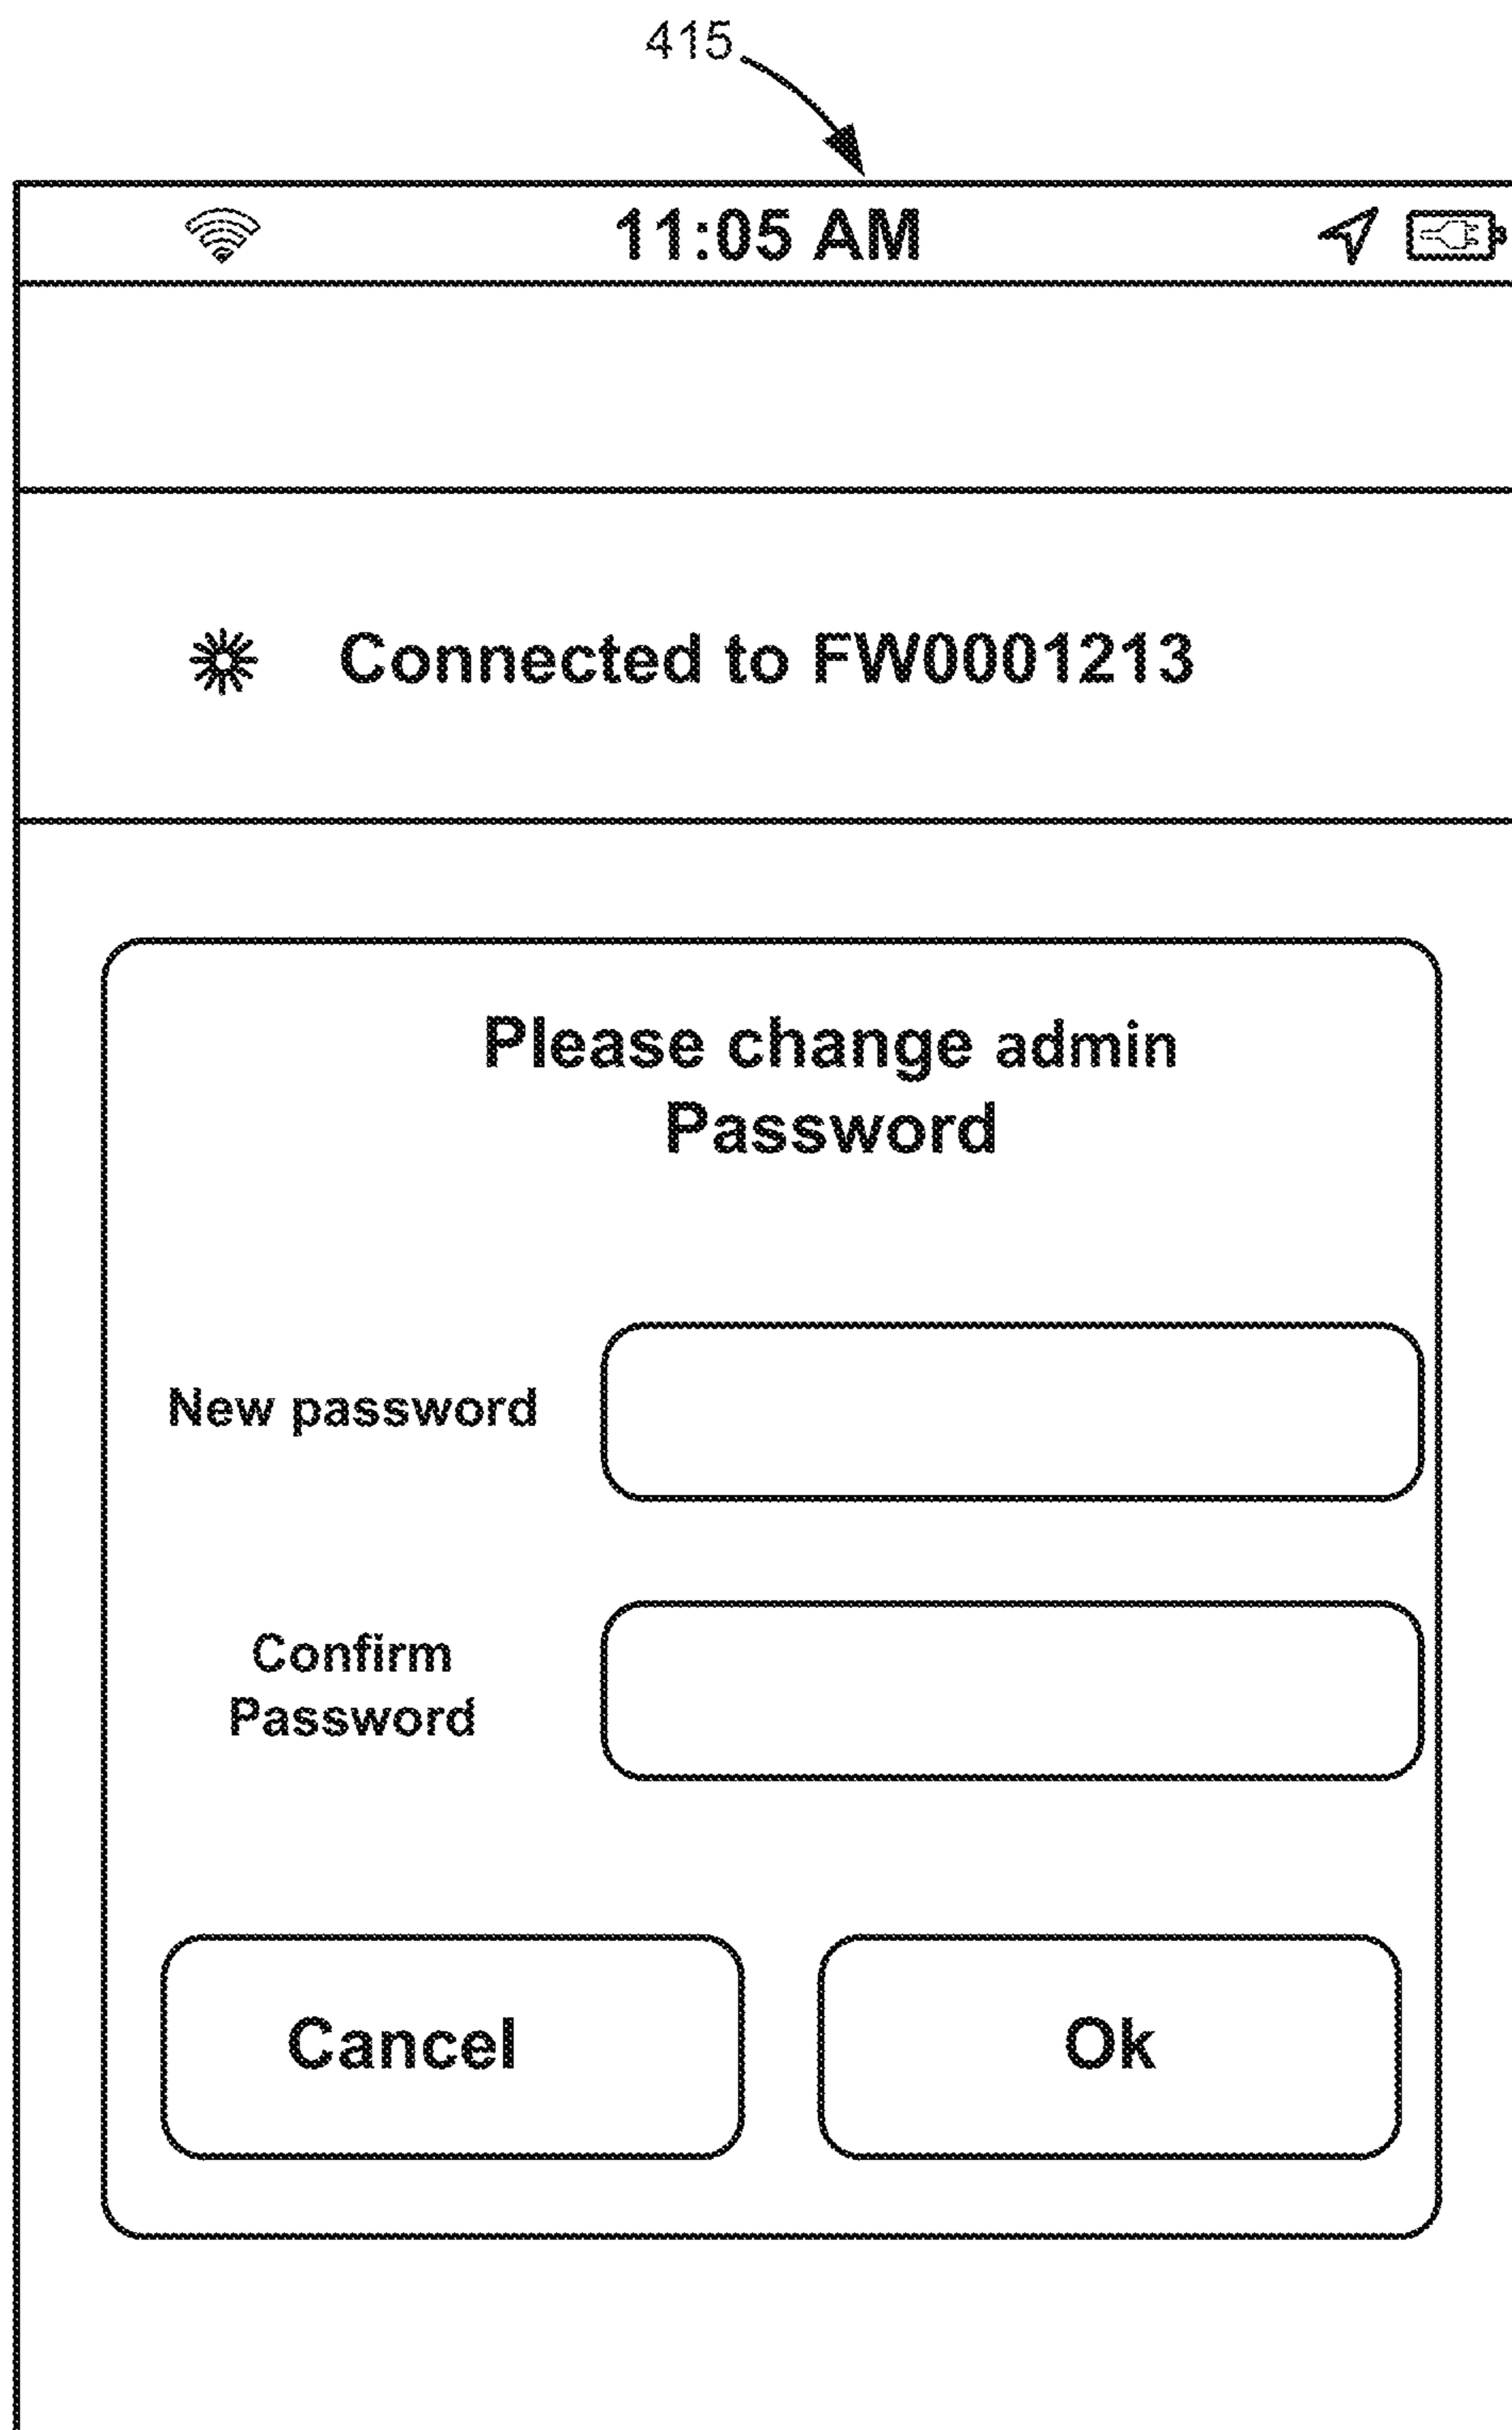 415
11:05 AM
Connected to FW0001213
Please change admin
Password
New password
Confirm
Password
Cancel
Ok